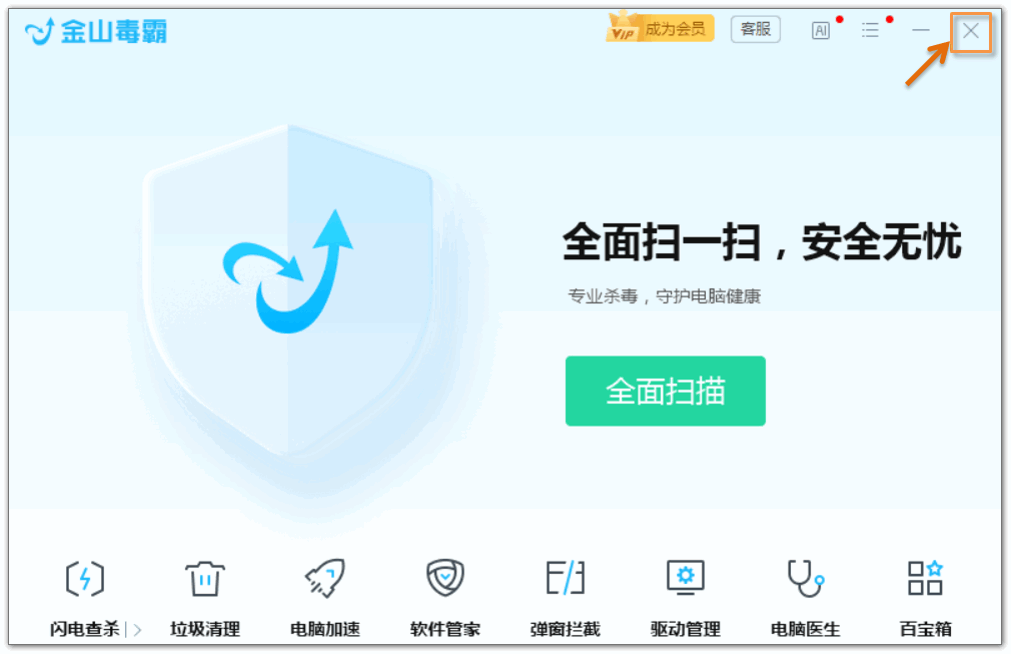 金山毒霸
VIP 成为会员 客服 AI
全面扫一扫，安全无忧
专业杀毒，守护电脑健康
全面扫描
闪电查杀 垃圾清理 电脑加速 软件管家 弹窗拦截 驱动管理 电脑医生 百宝箱